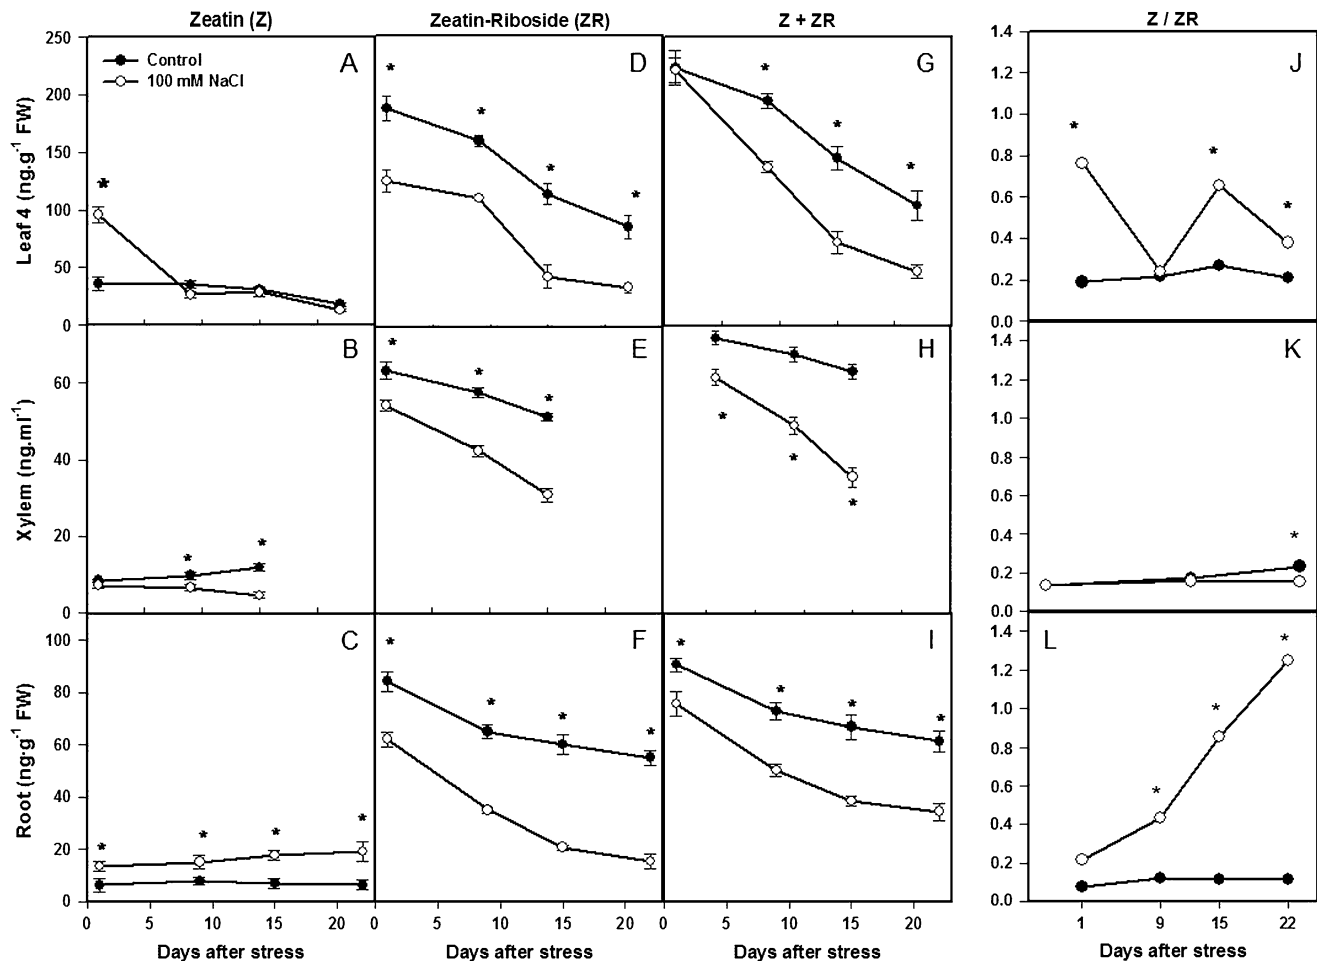 Zeatin (Z) Zeatin-Riboside (ZR) Z + ZR Z / ZR
Leaf 4 (ng.g⁻¹ FW)
250
200
150
100
50
0
Control
100 mM NaCl
A
*
D
* * * *
G
* * *
1.4
1.2
1.0
0.8
0.6
0.4
0.2
0.0
J
* * *
Xylem (ng.ml⁻¹)
60
40
20
0
B
* *
E
* * *
H
* * *
1.4
1.2
1.0
0.8
0.6
0.4
0.2
0.0
K
*
Root (ng·g⁻¹ FW)
100
80
60
40
20
0
C
* * * *
F
* * * *
I
* * * *
1.4
1.2
1.0
0.8
0.6
0.4
0.2
0.0
L
* * *
0 5 10 15 20
0 5 10 15 20
0 5 10 15 20
1 9 15 22
Days after stress Days after stress Days after stress Days after stress